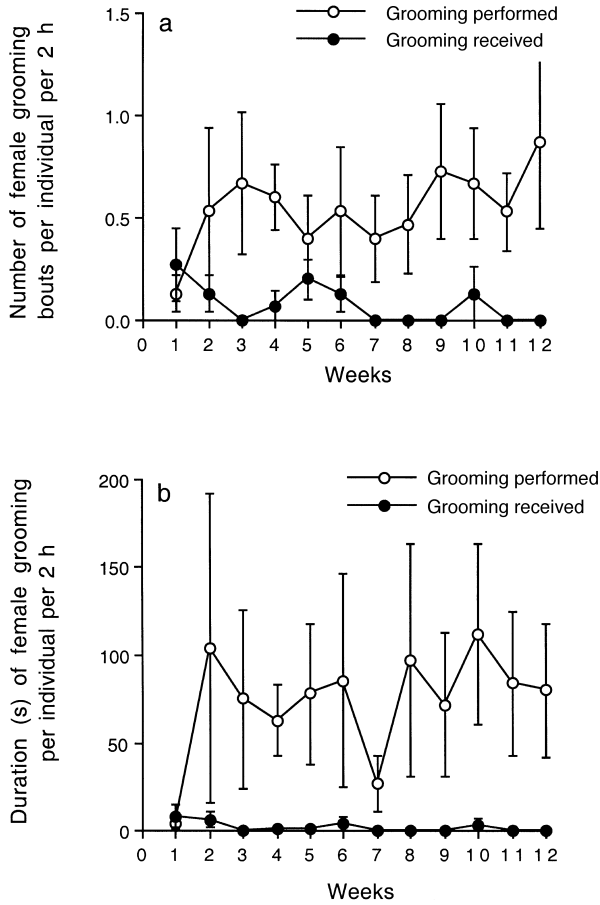 a
Grooming performed
Grooming received
Number of female grooming
bouts per individual per 2 h
1.5
1.0
0.5
0.0
0 1 2 3 4 5 6 7 8 9 10 11 12
Weeks
b
Grooming performed
Grooming received
Duration (s) of female grooming
per individual per 2 h
200
150
100
50
0
0 1 2 3 4 5 6 7 8 9 10 11 12
Weeks